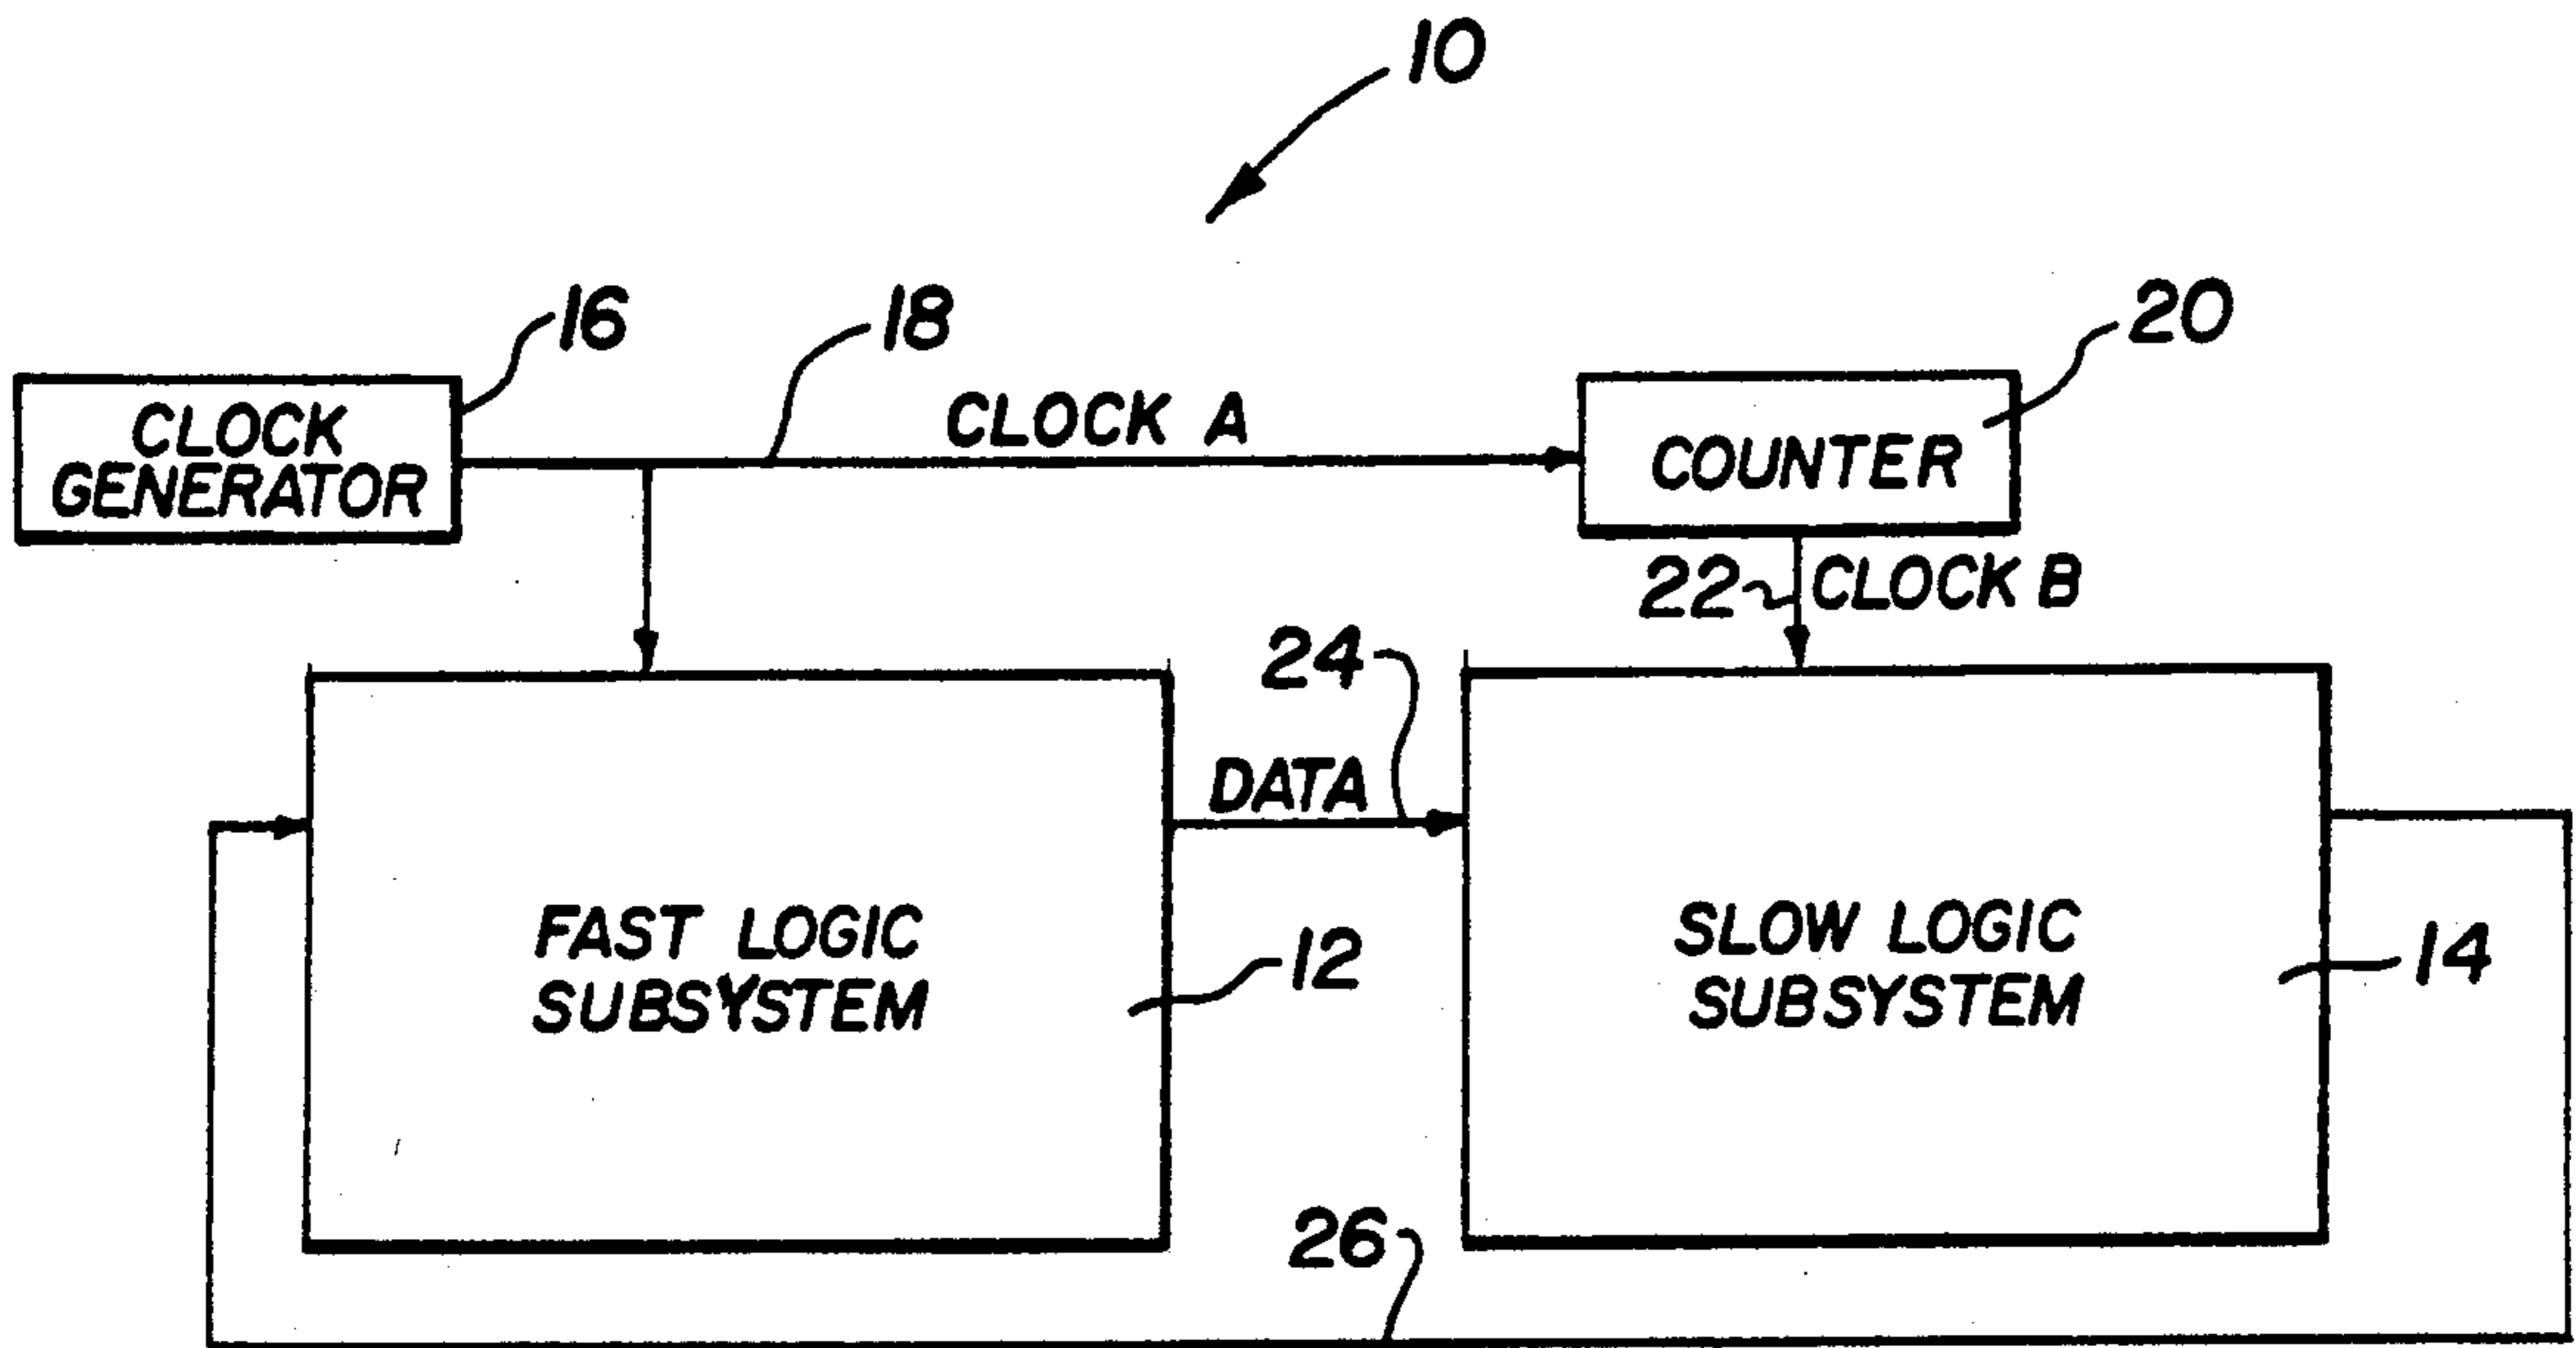 10
16
18
20
CLOCK
GENERATOR
CLOCK A
COUNTER
22
CLOCK B
24
DATA
FAST LOGIC
SUBSYSTEM
12
SLOW LOGIC
SUBSYSTEM
14
26